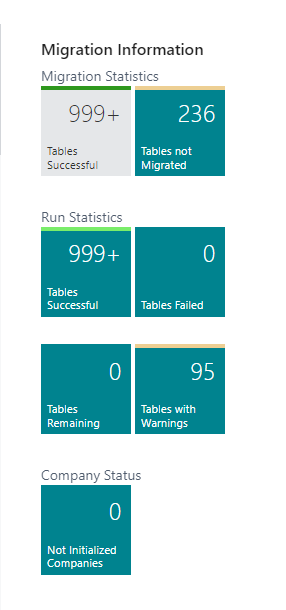 Migration Information
Migration Statistics
999+
Tables
Successful
236
Tables not
Migrated
Run Statistics
999+
Tables
Successful
0
Tables Failed
0
Tables
Remaining
95
Tables with
Warnings
Company Status
0
Not Initialized
Companies